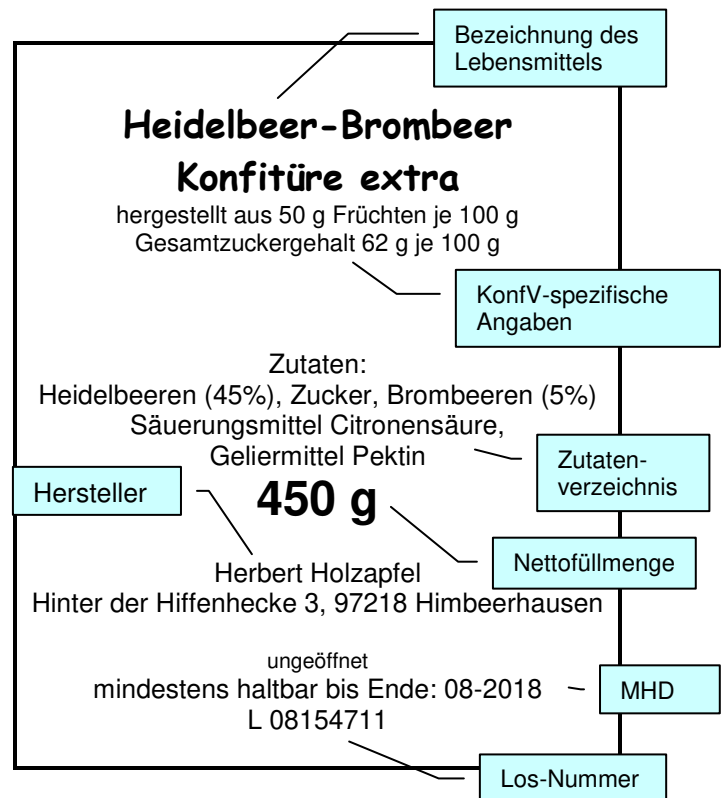 Bezeichnung des
Lebensmittels
Heidelbeer-Brombeer
Konfitüre extra
hergestellt aus 50 g Früchten je 100 g
Gesamtzuckergehalt 62 g je 100 g
KonfV-spezifische
Angaben
Zutaten:
Heidelbeeren (45%), Zucker, Brombeeren (5%)
Säuerungsmittel Citronensäure,
Geliermittel Pektin
Zutaten-
verzeichnis
Hersteller
450 g
Nettofüllmenge
Herbert Holzapfel
Hinter der Hiffenhecke 3, 97218 Himbeerhausen
ungeöffnet
mindestens haltbar bis Ende: 08-2018
MHD
L 08154711
Los-Nummer